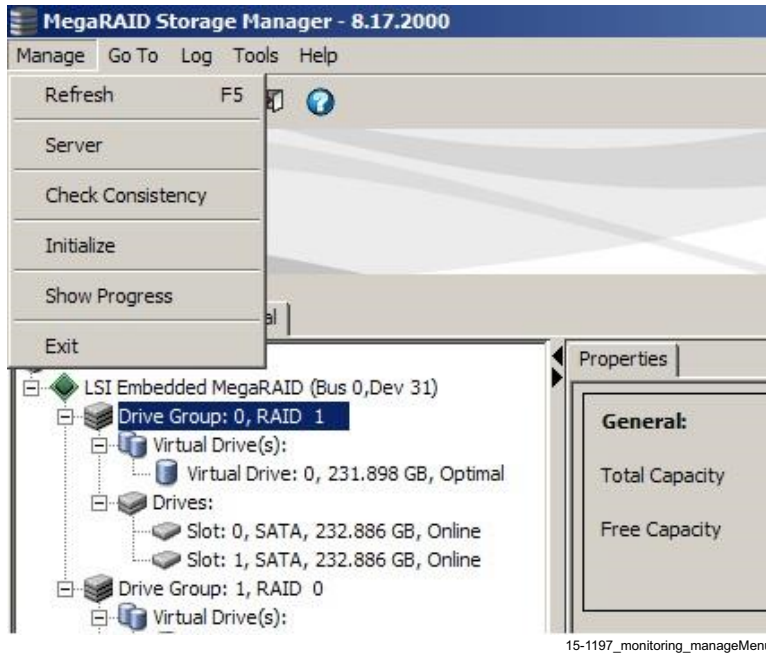 MegaRAID Storage Manager - 8.17.2000
Manage Go To Log Tools Help
Refresh F5
Server
Check Consistency
Initialize
Show Progress
Exit
Properties
LSI Embedded MegaRAID (Bus 0,Dev 31)
Drive Group: 0, RAID 1
Virtual Drive(s):
Virtual Drive: 0, 231.898 GB, Optimal
Drives:
Slot: 0, SATA, 232.886 GB, Online
Slot: 1, SATA, 232.886 GB, Online
Drive Group: 1, RAID 0
Virtual Drive(s):
General:
Total Capacity
Free Capacity
15-1197_monitoring_manageMenu